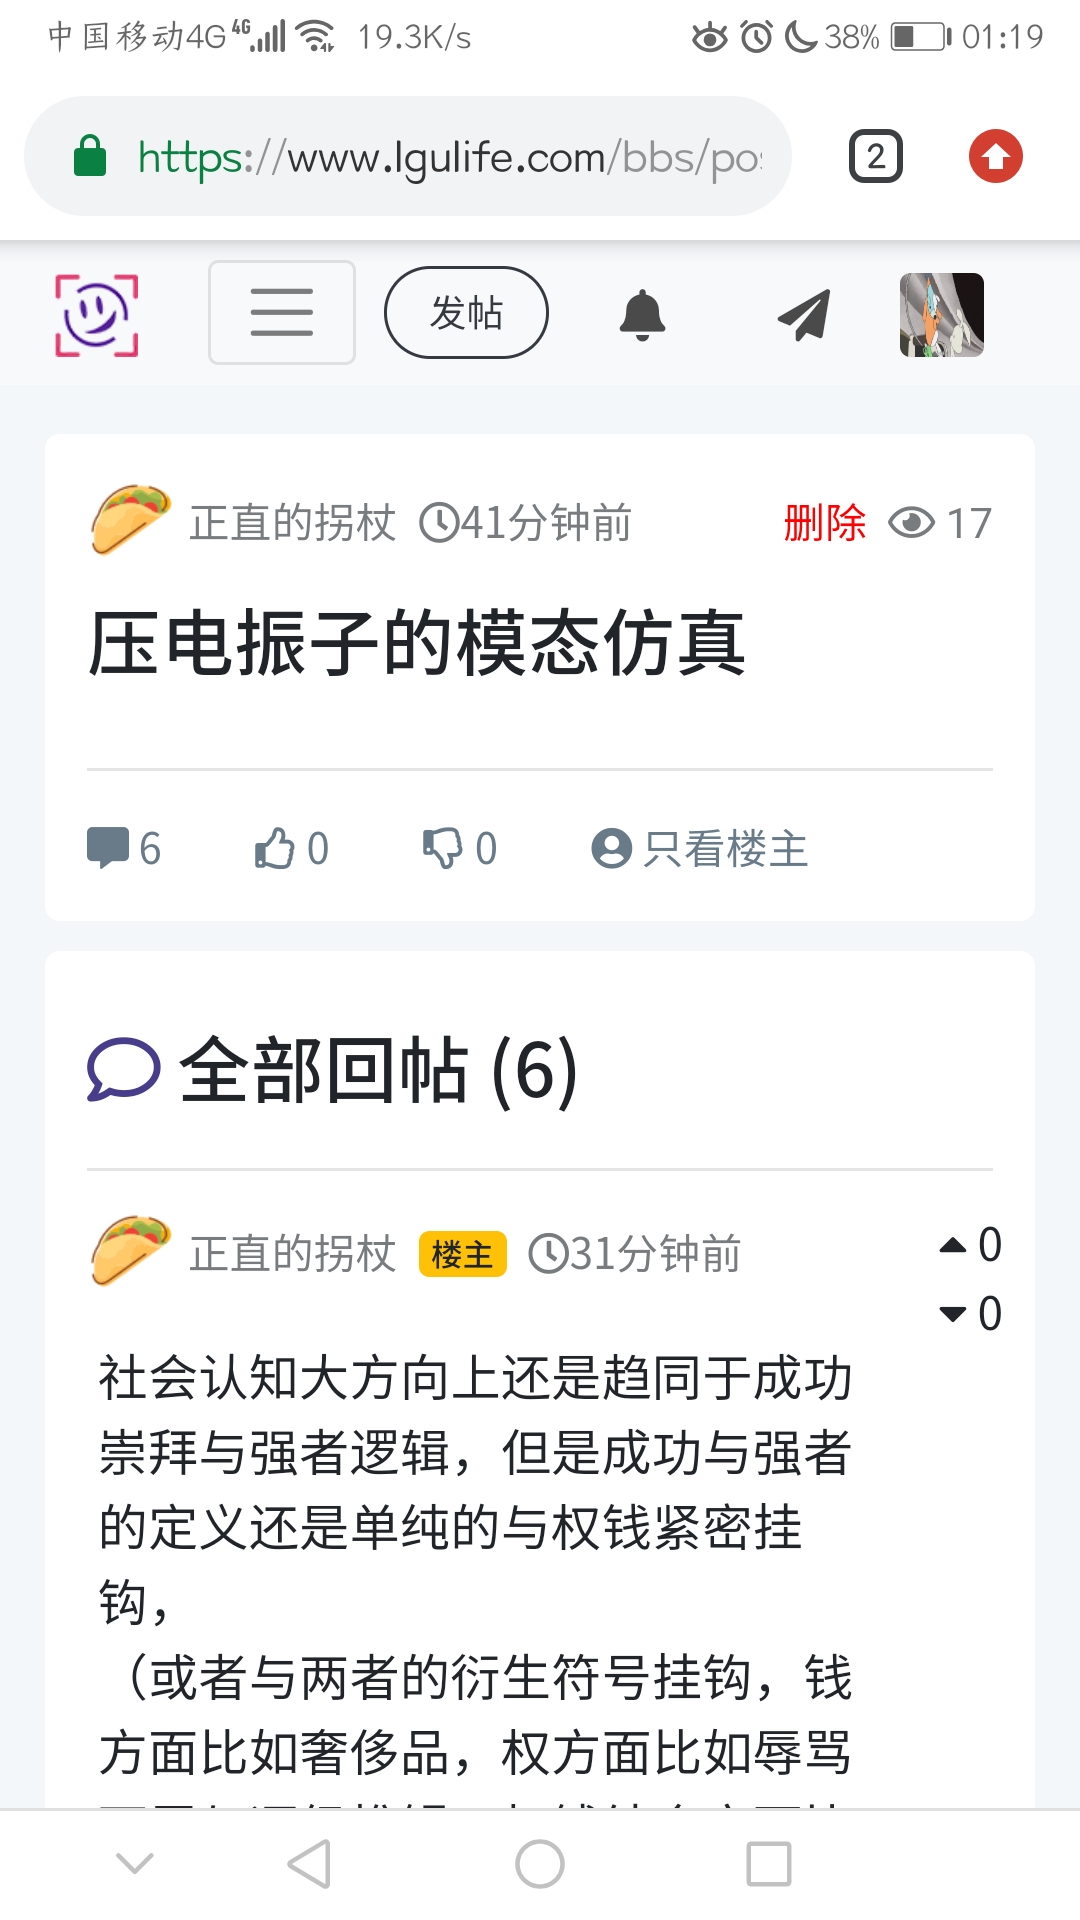 中国移动4G 4G 19.3K/s 38% 01:19
https://www.lgulife.com/bbs/pos
2
发帖
正直的拐杖 41分钟前 删除 17
压电振子的模态仿真
6 0 0 只看楼主
全部回帖 (6)
正直的拐杖 楼主 31分钟前
0
0
社会认知大方向上还是趋同于成功
崇拜与强者逻辑，但是成功与强者
的定义还是单纯的与权钱紧密挂
钩，
（或者与两者的衍生符号挂钩，钱
方面比如奢侈品，权方面比如辱骂